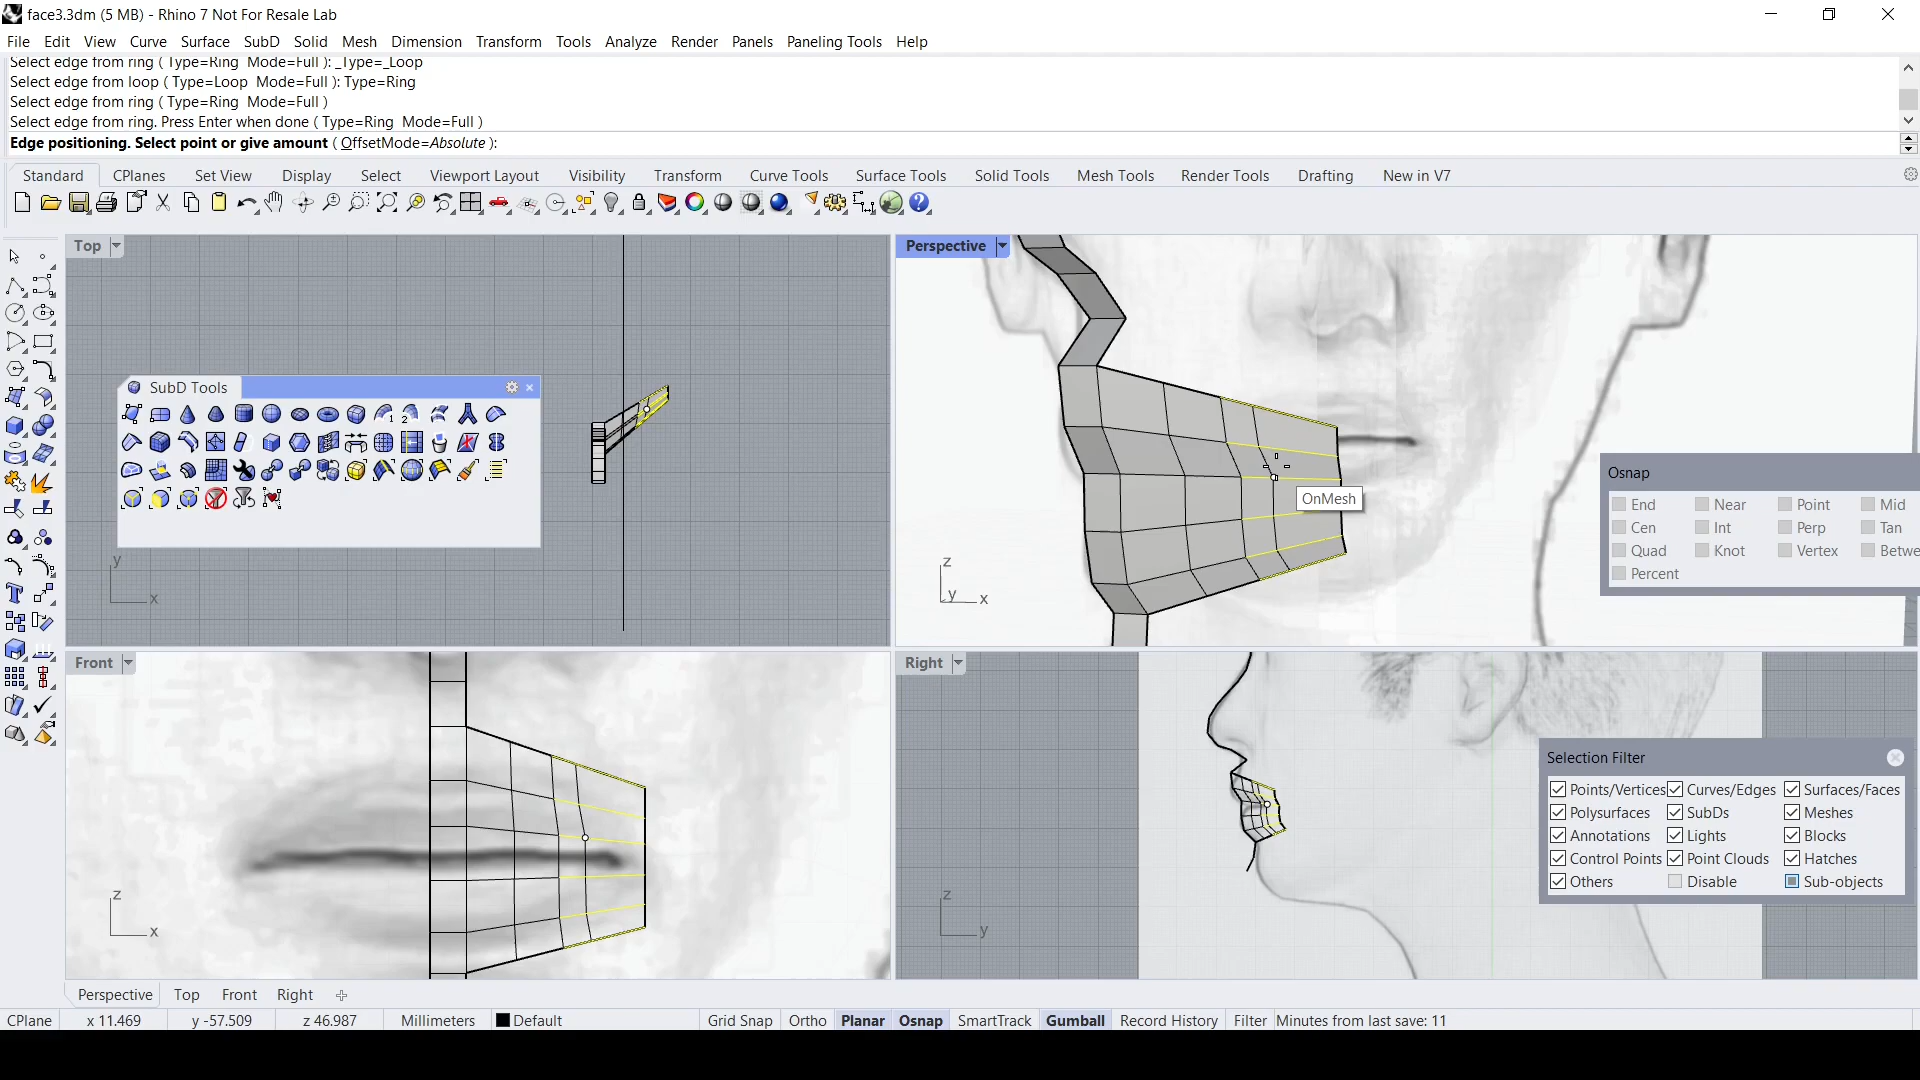 face3.3dm (5 MB) - Rhino 7 Not For Resale Lab
File Edit View Curve Surface SubD Solid Mesh Dimension Transform Tools Analyze Render Panels Paneling Tools Help
Select edge from ring ( Type=Ring Mode=Full ): _Type=_Loop
Select edge from loop ( Type=Loop Mode=Full ): Type=Ring
Select edge from ring ( Type=Ring Mode=Full )
Select edge from ring. Press Enter when done ( Type=Ring Mode=Full )
Edge positioning. Select point or give amount ( OffsetMode=Absolute ):
Standard CPlanes Set View Display Select Viewport Layout Visibility Transform Curve Tools Surface Tools Solid Tools Mesh Tools Render Tools Drafting New in V7
Top
Perspective
SubD Tools
1
2
y
x
OnMesh
z
y
x
Osnap
End Near Point Mid
Cen Int Perp Tan
Quad Knot Vertex Betwe
Percent
Front
Right
z
x
z
y
Selection Filter
Points/Vertices Curves/Edges Surfaces/Faces
Polysurfaces SubDs Meshes
Annotations Lights Blocks
Control Points Point Clouds Hatches
Others Disable Sub-objects
Perspective Top Front Right
CPlane x 11.469 y -57.509 z 46.987 Millimeters Default Grid Snap Ortho Planar Osnap SmartTrack Gumball Record History Filter Minutes from last save: 11